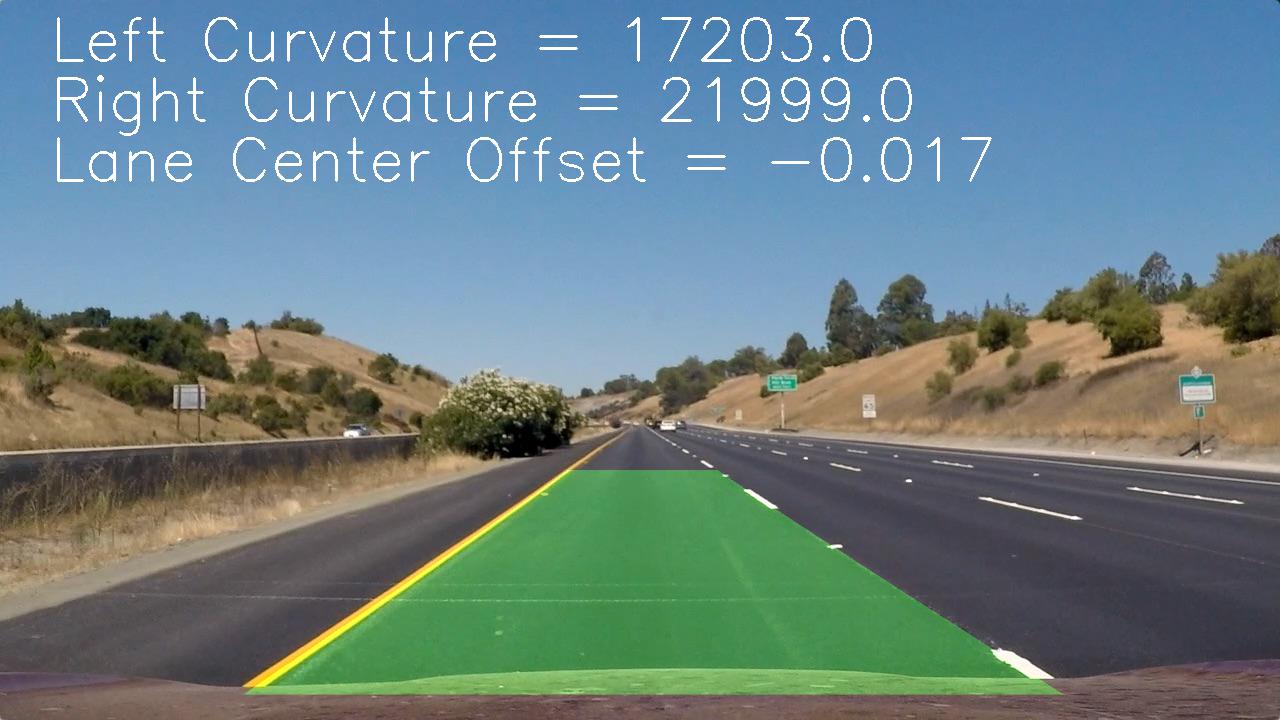 Left Curvature = 17203.0
Right Curvature = 21999.0
Lane Center Offset = -0.017